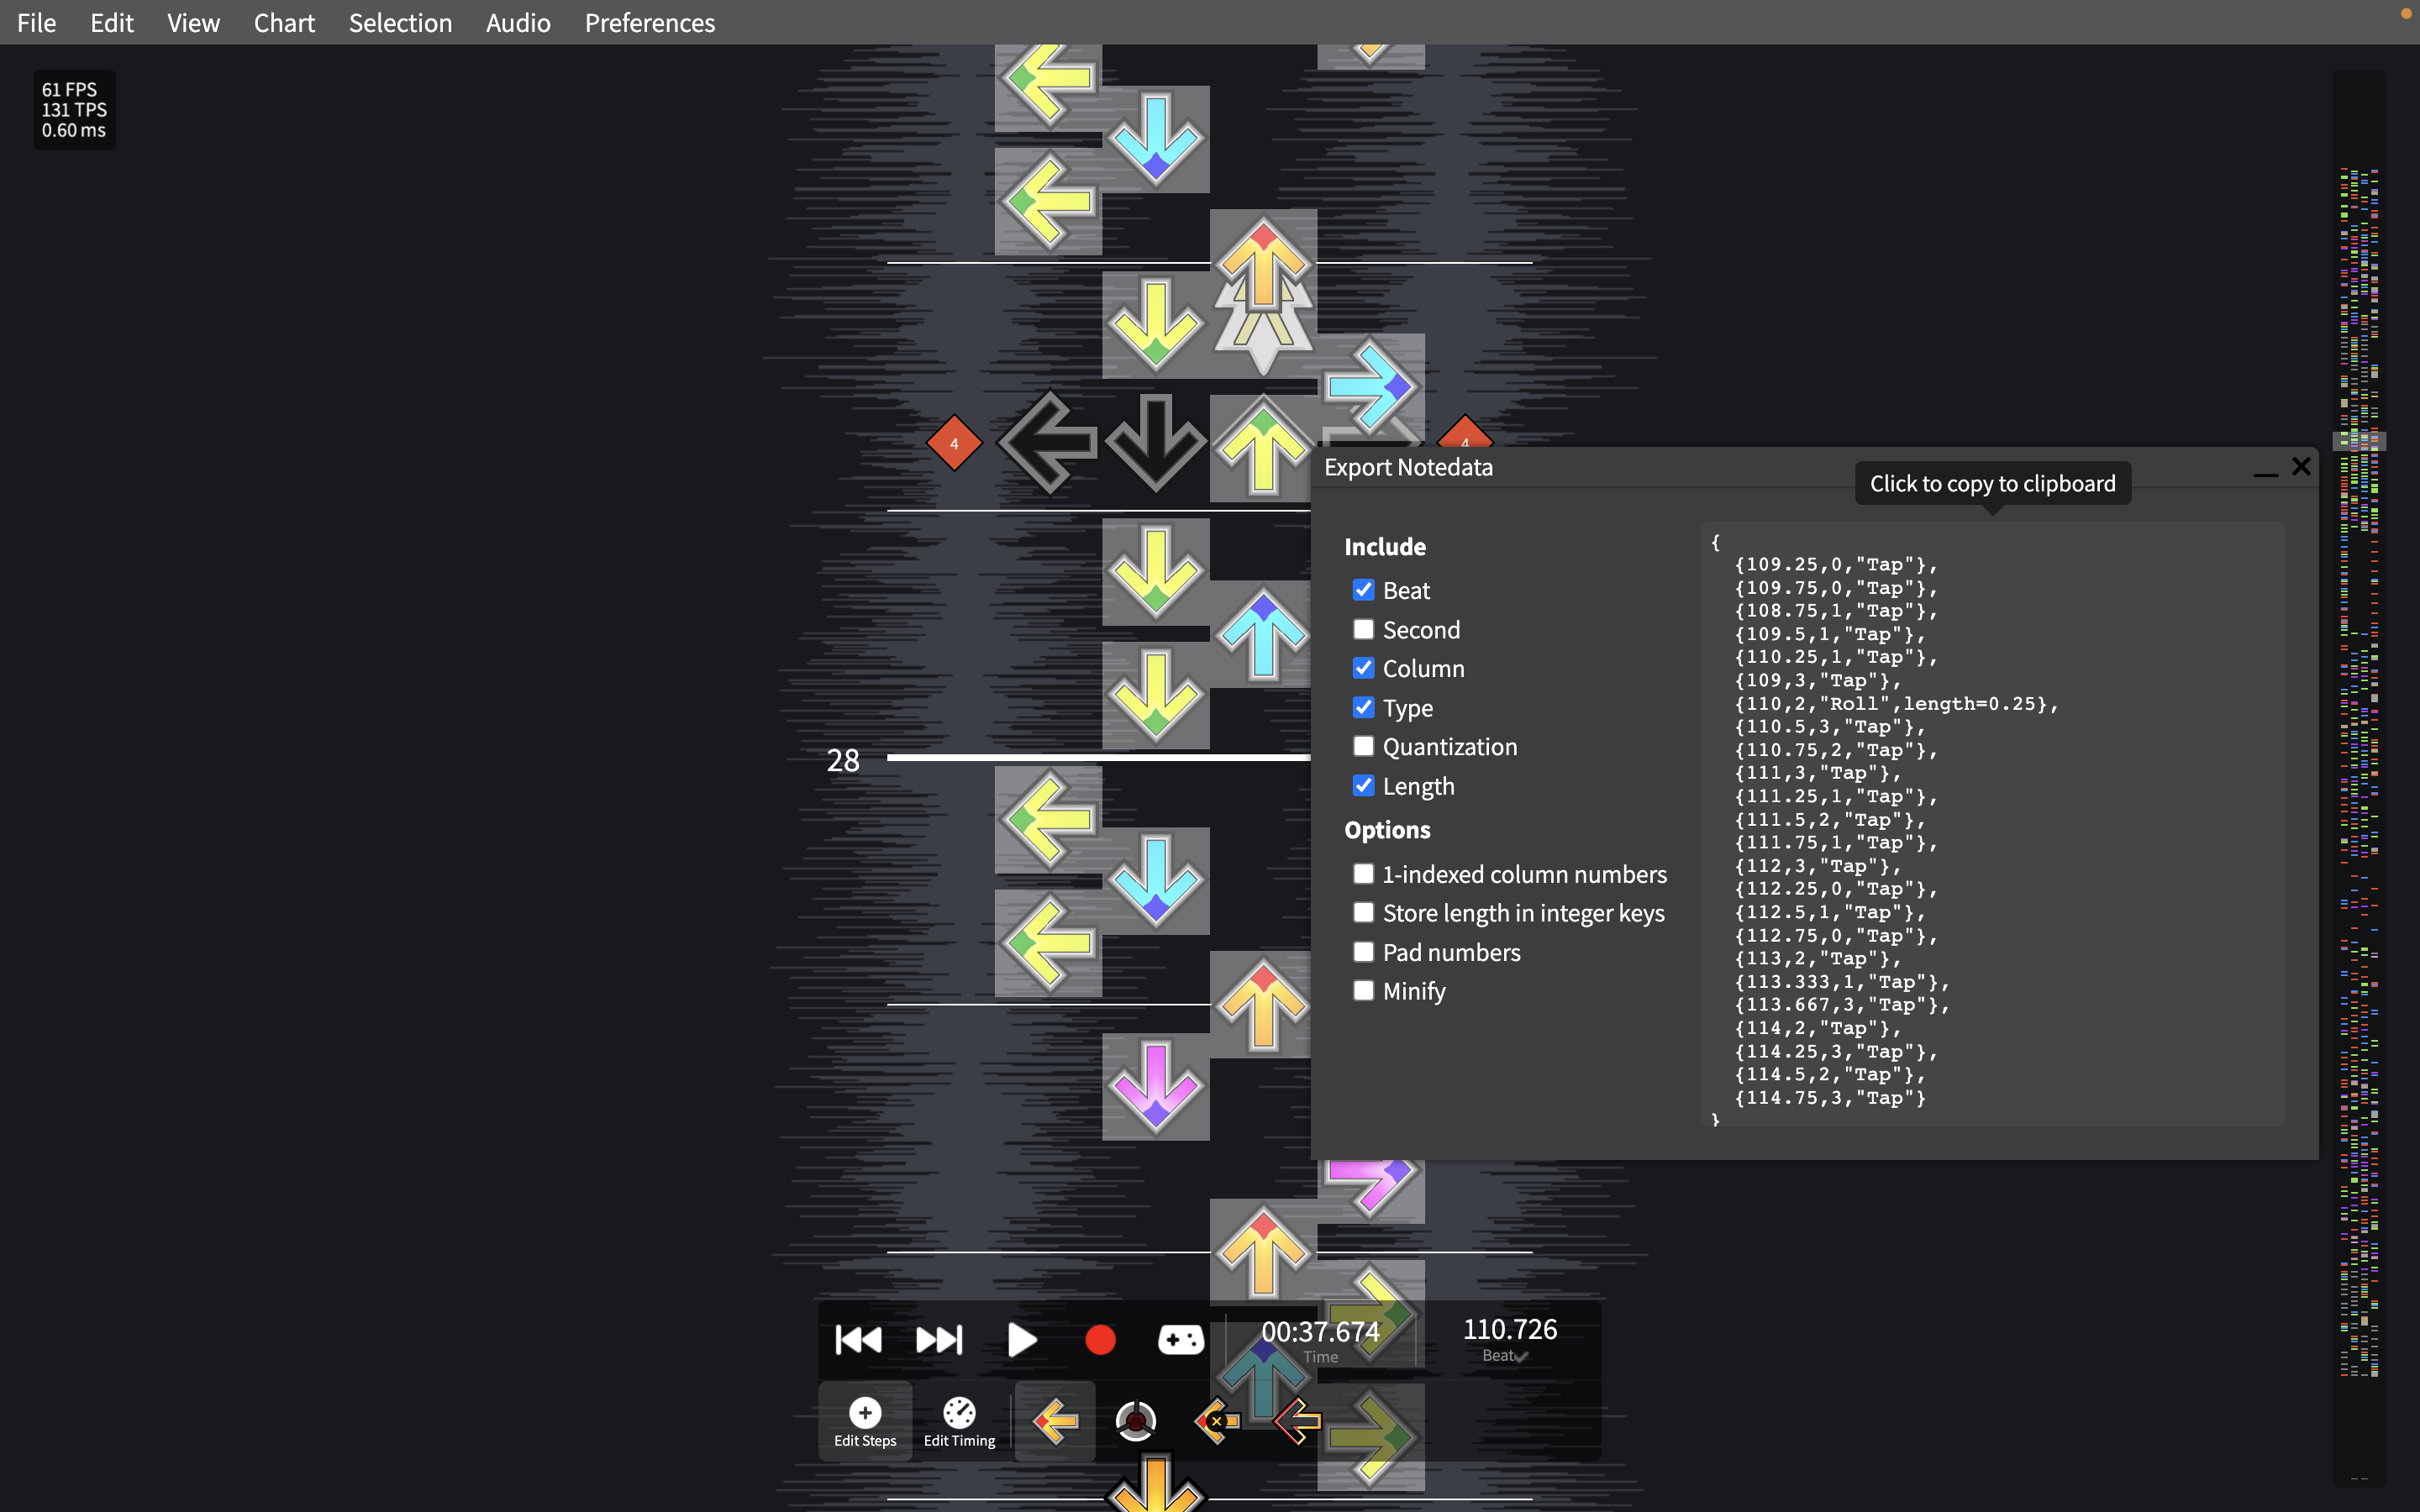 File Edit View Chart Selection Audio Preferences
61 FPS
131 TPS
0.60 ms
4
4
28
Export Notedata
Click to copy to clipboard
Include
Beat
Second
Column
Type
Quantization
Length
Options
1-indexed column numbers
Store length in integer keys
Pad numbers
Minify
{
{109.25,0,"Tap"},
{109.75,0,"Tap"},
{108.75,1,"Tap"},
{109.5,1,"Tap"},
{110.25,1,"Tap"},
{109,3,"Tap"},
{110,2,"Roll",length=0.25},
{110.5,3,"Tap"},
{110.75,2,"Tap"},
{111,3,"Tap"},
{111.25,1,"Tap"},
{111.5,2,"Tap"},
{111.75,1,"Tap"},
{112,3,"Tap"},
{112.25,0,"Tap"},
{112.5,1,"Tap"},
{112.75,0,"Tap"},
{113,2,"Tap"},
{113.333,1,"Tap"},
{113.667,3,"Tap"},
{114,2,"Tap"},
{114.25,3,"Tap"},
{114.5,2,"Tap"},
{114.75,3,"Tap"}
}
00:37.674
Time
110.726
Beat
Edit Steps
Edit Timing